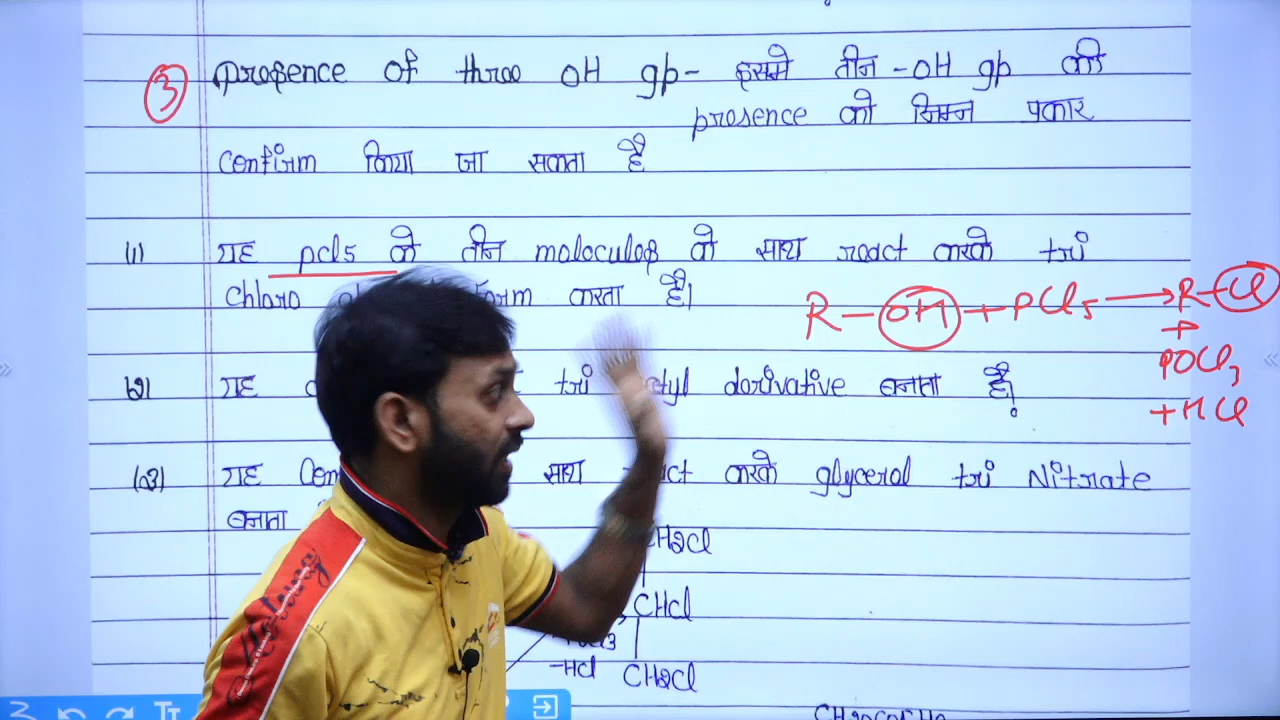 ③ presence of three OH gp- इसमे तीन -OH gp की
presence को निम्न प्रकार
confirm किया जा सकता है
(1) यह pcl5 के तीन molecules के साथ react करके tri
chloro form करता है।
R-OH + PCl5 → R-Cl
+
POCl3
+HCl
(2) यह tri derivative बनाता है।
(03) यह साथ करके glycerol tri Nitrate
बनाता
CH2Cl
CHCl
-HCl CH2Cl